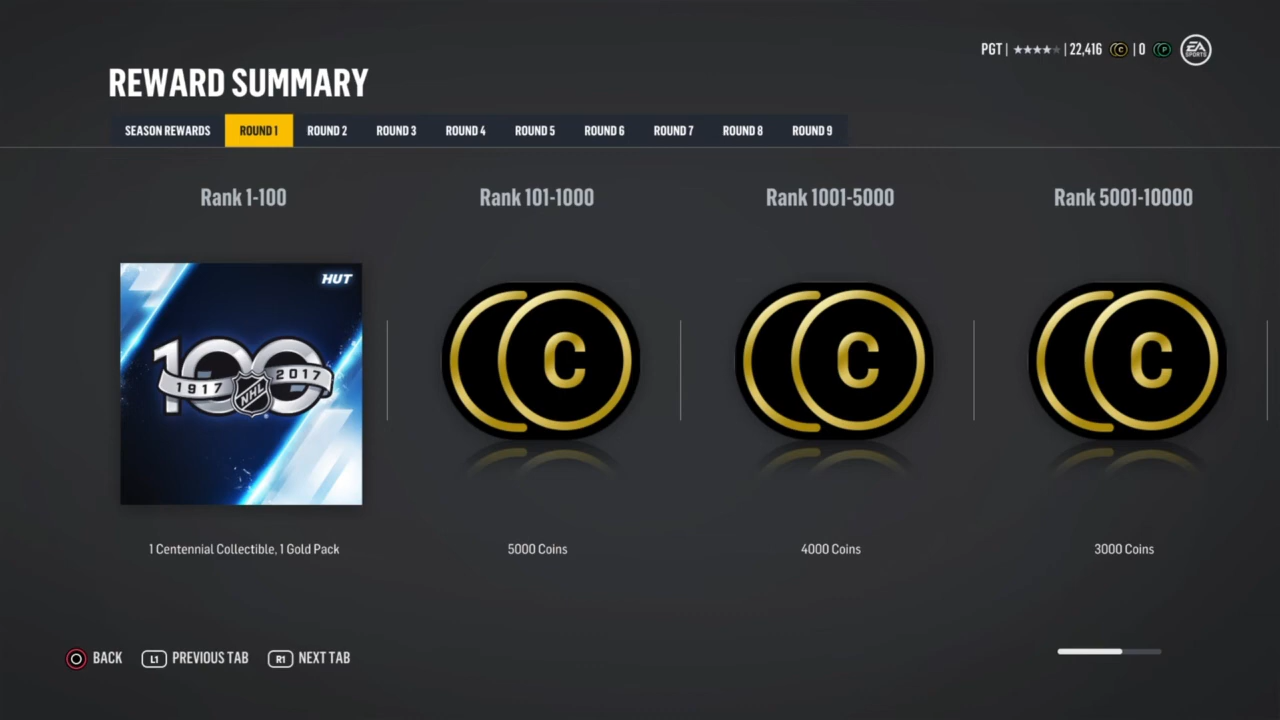 PGT | ★★★★★ | 22,416 C | 0 P EA SPORTS
REWARD SUMMARY
SEASON REWARDS ROUND 1 ROUND 2 ROUND 3 ROUND 4 ROUND 5 ROUND 6 ROUND 7 ROUND 8 ROUND 9
Rank 1-100 Rank 101-1000 Rank 1001-5000 Rank 5001-10000
HUT
100
1917 NHL 2017
C C C
1 Centennial Collectible, 1 Gold Pack 5000 Coins 4000 Coins 3000 Coins
BACK L1 PREVIOUS TAB R1 NEXT TAB